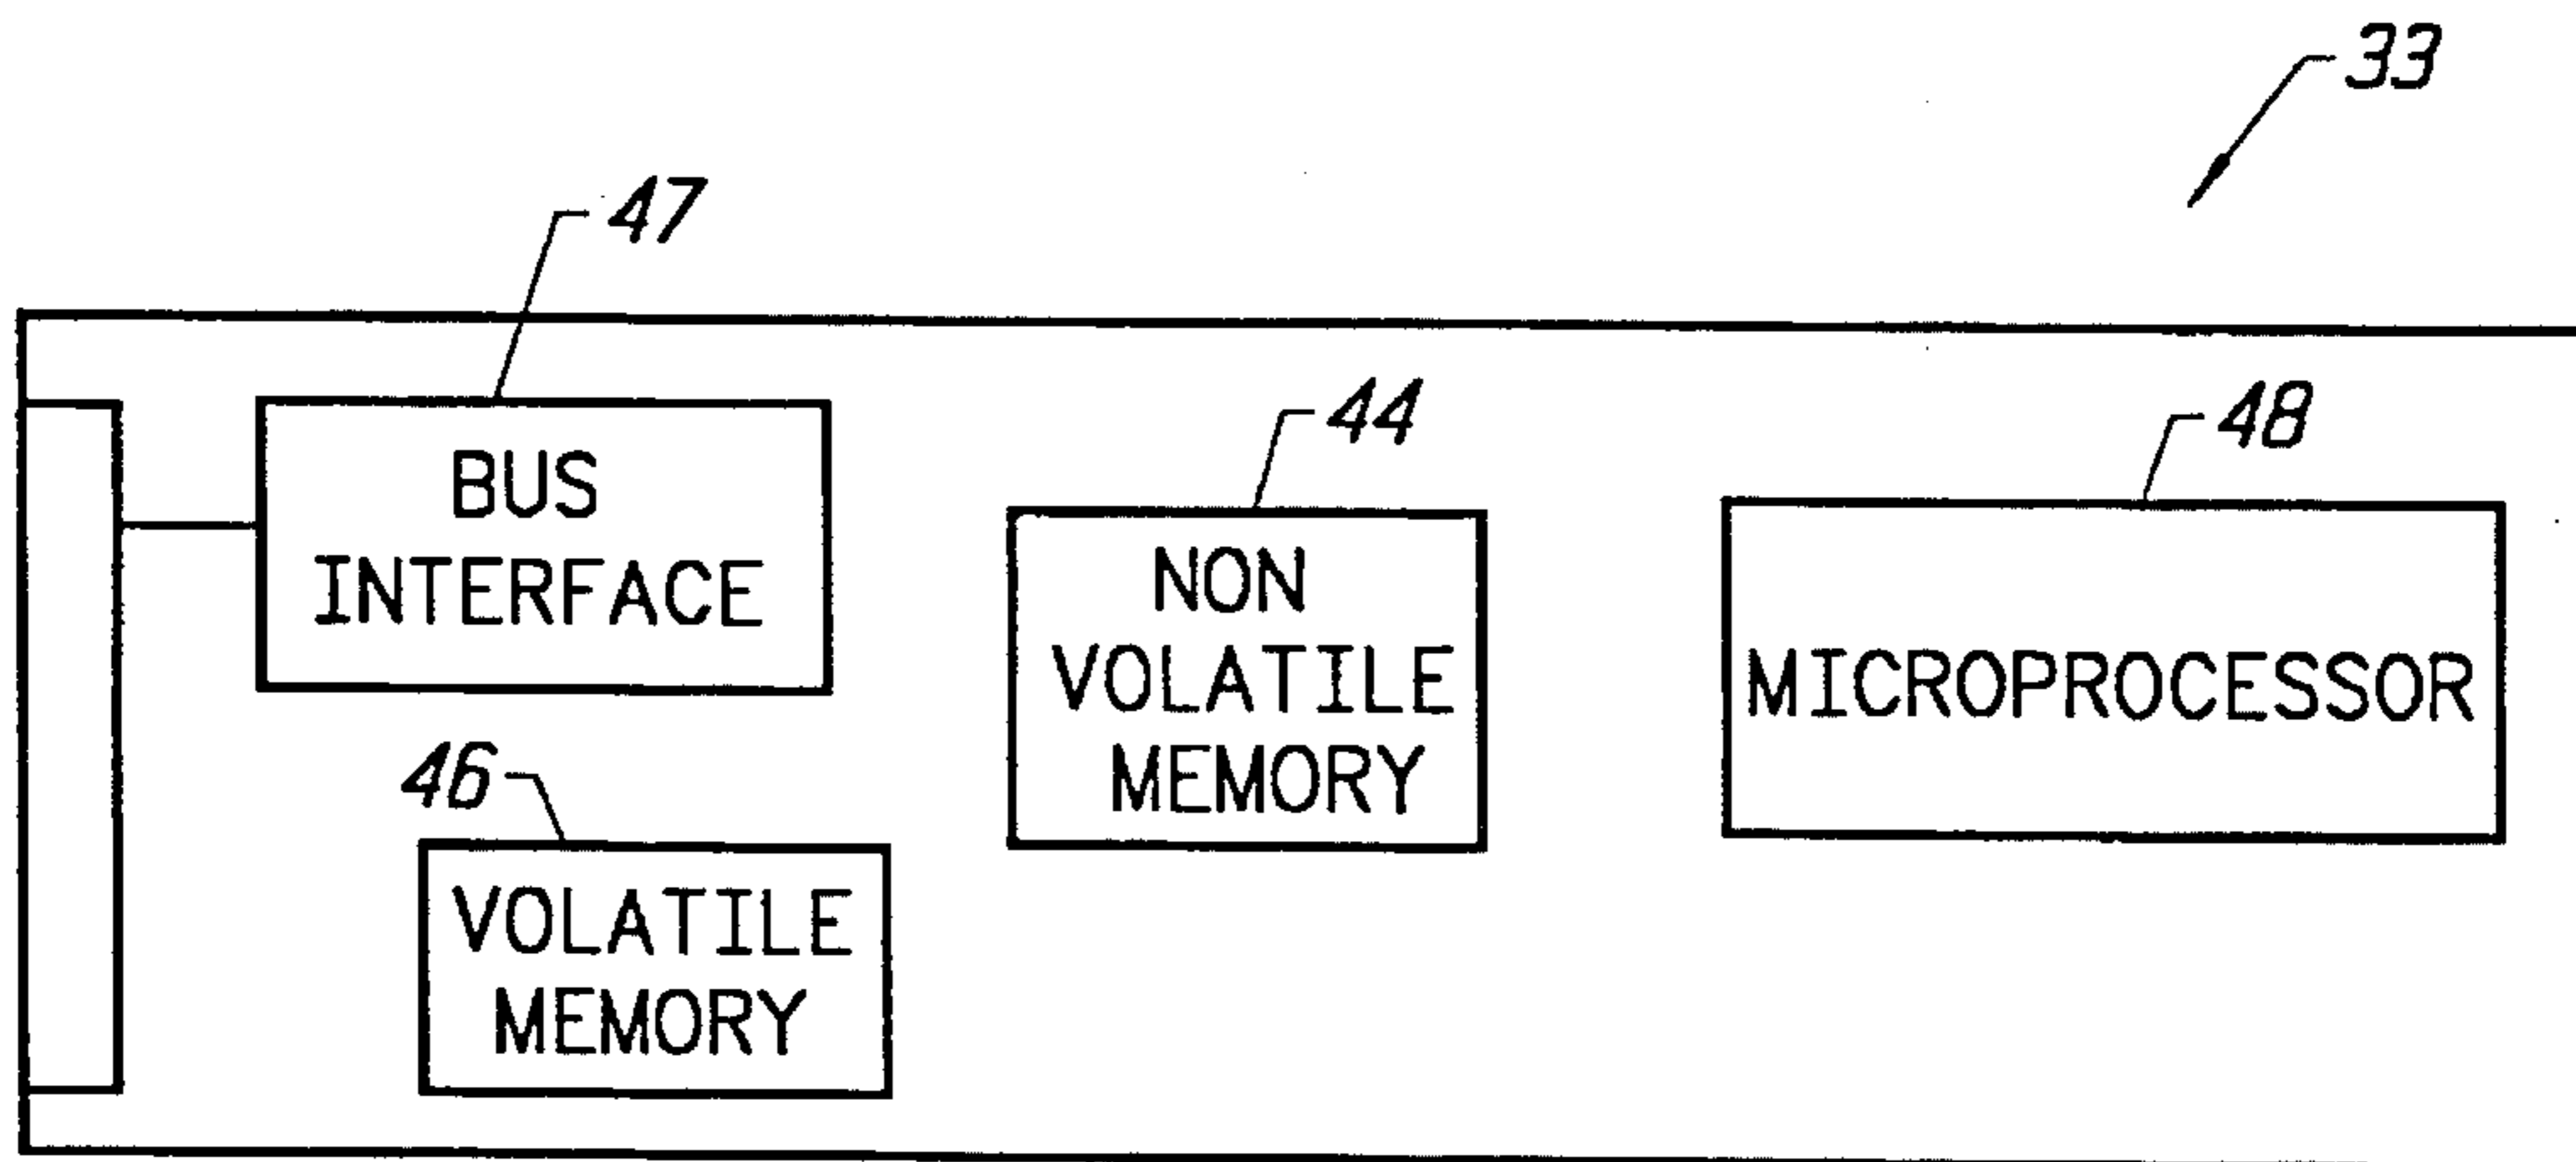 33
47
BUS
INTERFACE
44
NON
VOLATILE
MEMORY
48
MICROPROCESSOR
46
VOLATILE
MEMORY